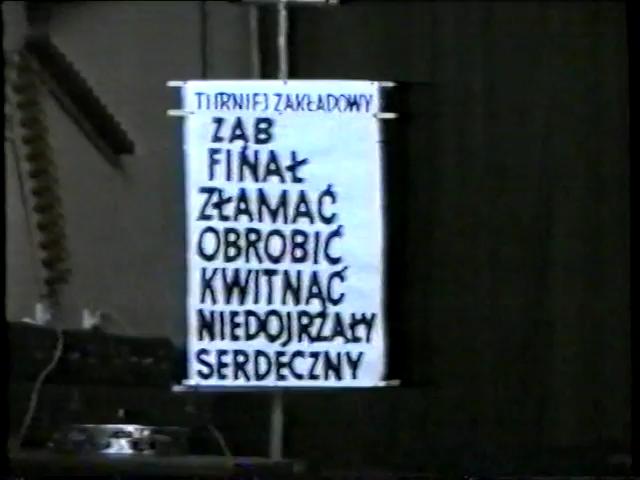 TURNIEJ ZAKŁADOWY
ZĄB
FINAŁ
ZŁAMAĆ
OBROBIĆ
KWITNĄĆ
NIEDOJRZAŁY
SERDECZNY